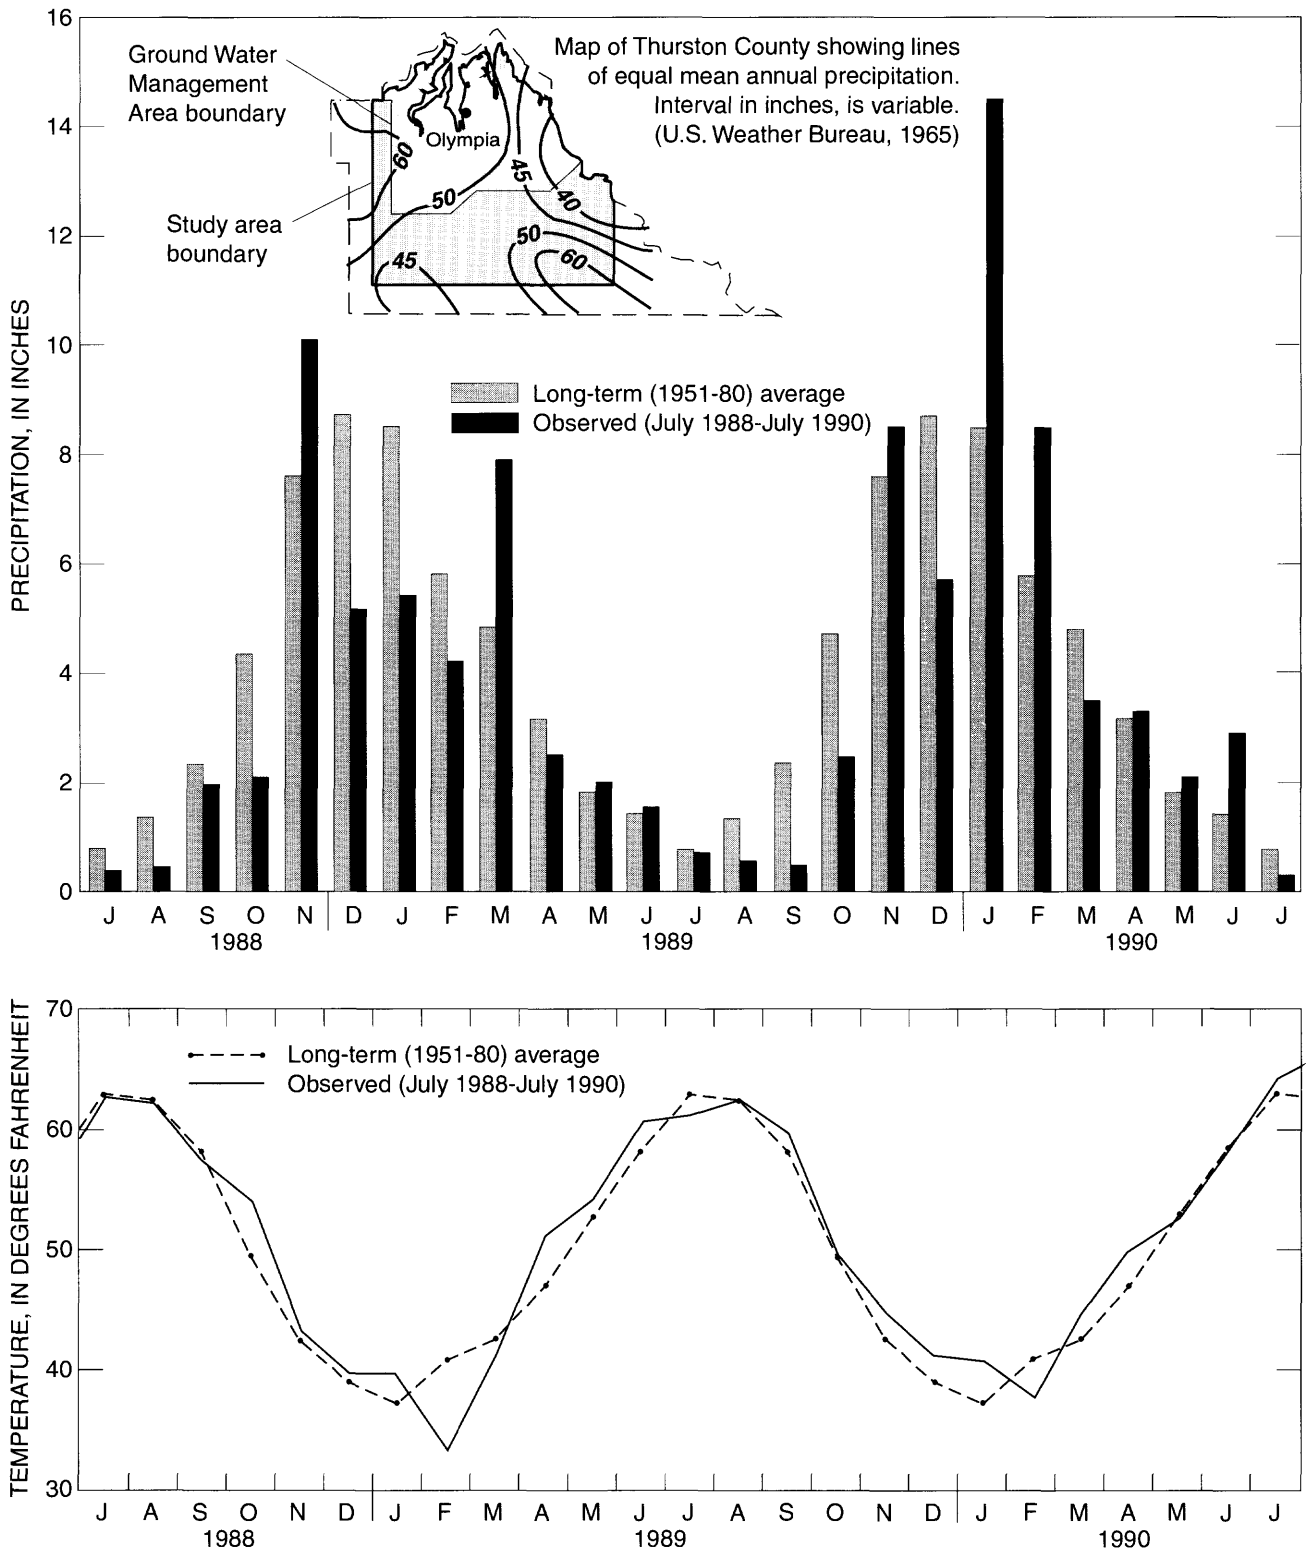 16
14
12
10
8
6
4
2
0
PRECIPITATION, IN INCHES
Ground Water
Management
Area boundary
Study area
boundary
Map of Thurston County showing lines
of equal mean annual precipitation.
Interval in inches, is variable.
(U.S. Weather Bureau, 1965)
Olympia
60
50
45
40
50
60
45
Long-term (1951-80) average
Observed (July 1988-July 1990)
J A S O N D J F M A M J J A S O N D J F M A M J J
1988 1989 1990
70
60
50
40
30
TEMPERATURE, IN DEGREES FAHRENHEIT
Long-term (1951-80) average
Observed (July 1988-July 1990)
J A S O N D J F M A M J J A S O N D J F M A M J J
1988 1989 1990